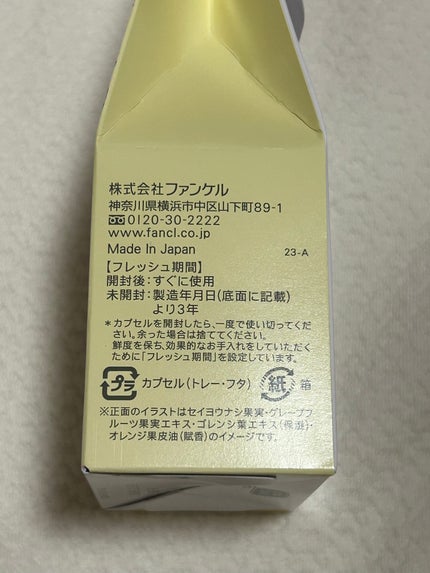 株式会社ファンケル
神奈川県横浜市中区山下町89-1
0120-30-2222
www.fancl.co.jp
Made In Japan
23-A
【フレッシュ期間】
開封後：すぐに使用
未開封：製造年月日(底面に記載)
より3年
＊カプセルを開封したら、一度で使い切ってくだ
さい。余った場合は捨ててください。
鮮度を保ち、効果的なお手入れをしていただく
ために「フレッシュ期間」を設定しています。
プラ カプセル(トレー・フタ) 紙 箱
※正面のイラストはセイヨウナシ果実・グレープフ
ルーツ果実エキス・ゴレンシ葉エキス(保湿)・
オレンジ果皮油(賦香)のイメージです。